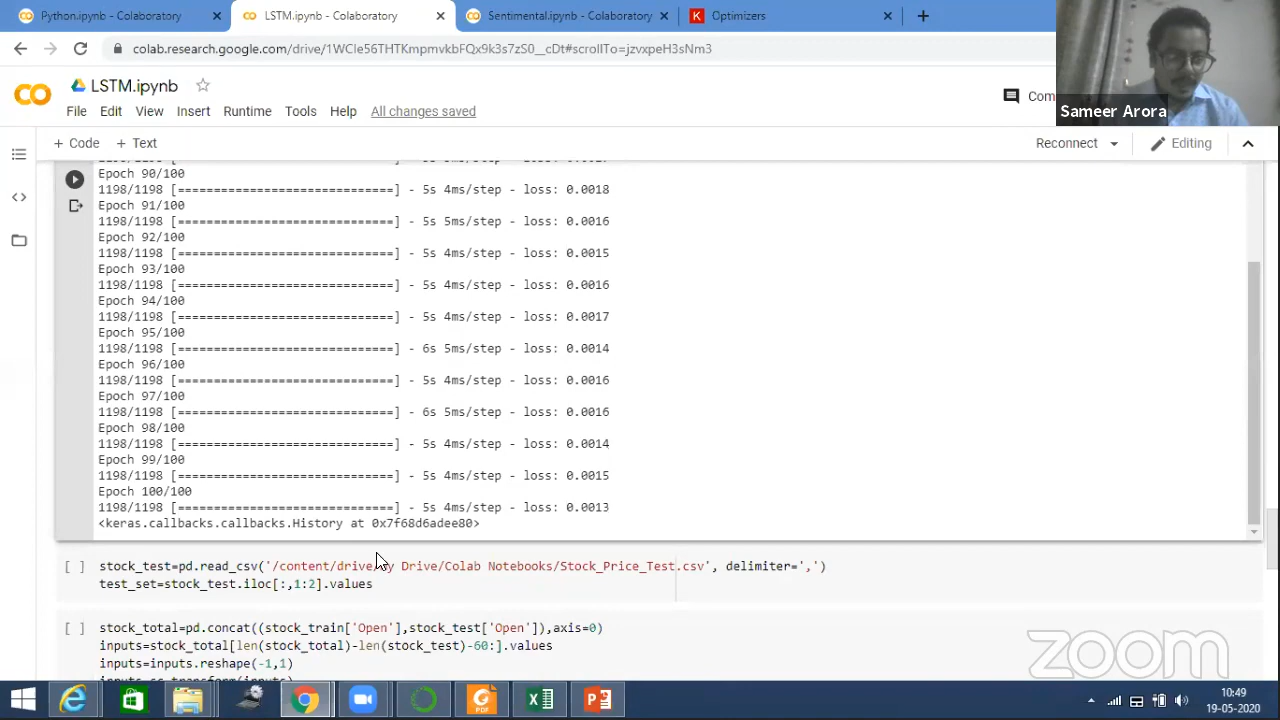 Python.ipynb - Colaboratory
LSTM.ipynb - Colaboratory
Sentimental.ipynb - Colaboratory
K Optimizers
colab.research.google.com/drive/1WCle56THTKmpmvkbFQx9k3s7zS0__cDt#scrollTo=jzvxpeH3sNm3
LSTM.ipynb
File Edit View Insert Runtime Tools Help All changes saved
Com
Sameer Arora
+ Code + Text
Reconnect
Editing
Epoch 90/100
1198/1198 [==============================] - 5s 4ms/step - loss: 0.0018
Epoch 91/100
1198/1198 [==============================] - 5s 5ms/step - loss: 0.0016
Epoch 92/100
1198/1198 [==============================] - 5s 4ms/step - loss: 0.0015
Epoch 93/100
1198/1198 [==============================] - 5s 4ms/step - loss: 0.0016
Epoch 94/100
1198/1198 [==============================] - 5s 4ms/step - loss: 0.0017
Epoch 95/100
1198/1198 [==============================] - 6s 5ms/step - loss: 0.0014
Epoch 96/100
1198/1198 [==============================] - 5s 4ms/step - loss: 0.0016
Epoch 97/100
1198/1198 [==============================] - 6s 5ms/step - loss: 0.0016
Epoch 98/100
1198/1198 [==============================] - 5s 4ms/step - loss: 0.0014
Epoch 99/100
1198/1198 [==============================] - 5s 4ms/step - loss: 0.0015
Epoch 100/100
1198/1198 [==============================] - 5s 4ms/step - loss: 0.0013
<keras.callbacks.callbacks.History at 0x7f68d6adee80>
[ ] stock_test=pd.read_csv('/content/drive/My Drive/Colab Notebooks/Stock_Price_Test.csv', delimiter=',')
test_set=stock_test.iloc[:,1:2].values
[ ] stock_total=pd.concat((stock_train['Open'],stock_test['Open']),axis=0)
inputs=stock_total[len(stock_total)-len(stock_test)-60:].values
inputs=inputs.reshape(-1,1)
zoom
PDF
10:49
19-05-2020